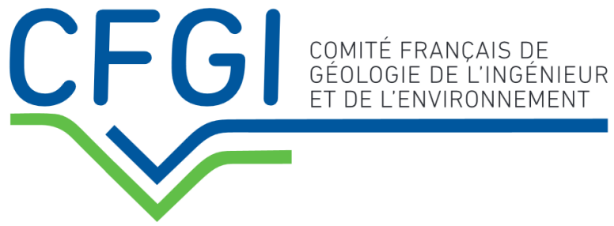 CFGI
COMITÉ FRANÇAIS DE
GÉOLOGIE DE L'INGÉNIEUR
ET DE L'ENVIRONNEMENT